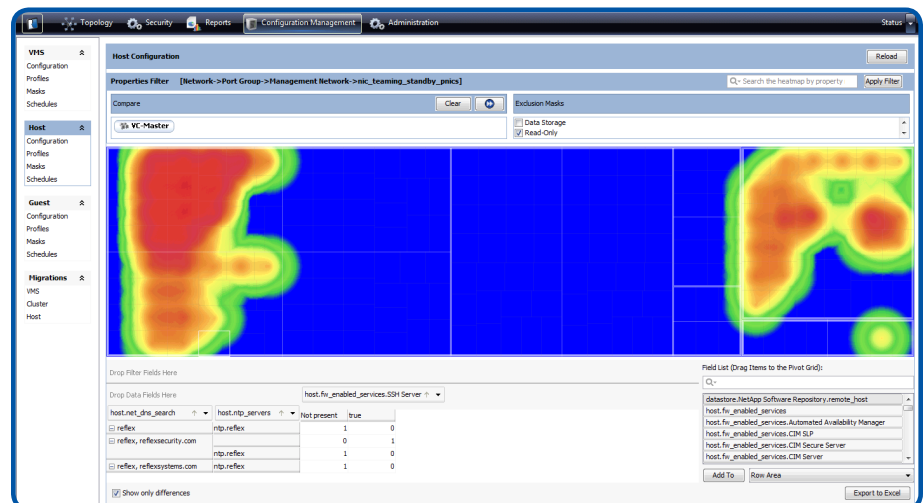 Topology Security Reports Configuration Management Administration Status
VMS
Configuration
Profiles
Masks
Schedules
Host
Configuration
Profiles
Masks
Schedules
Guest
Configuration
Profiles
Masks
Schedules
Migrations
VMS
Cluster
Host
Host Configuration Reload
Properties Filter [Network->Port Group->Management Network->nic_teaming_standby_pnics] Search the heatmap by property Apply Filter
Compare Clear Exclusion Masks
VC-Master
Data Storage
Read-Only
Drop Filter Fields Here
Drop Data Fields Here host.fw_enabled_services.SSH Server
host.net_dns_search host.ntp_servers Not present true
reflex ntp.reflex 1 0
reflex, reflexsecurity.com 0 1
ntp.reflex 1 0
reflex, reflexsystems.com ntp.reflex 1 0
Show only differences
Field List (Drag Items to the Pivot Grid):
datastore.NetApp Software Repository.remote_host
host.fw_enabled_services
host.fw_enabled_services.Automated Availability Manager
host.fw_enabled_services.CIM SLP
host.fw_enabled_services.CIM Secure Server
host.fw_enabled_services.CIM Server
Add To Row Area
Export to Excel